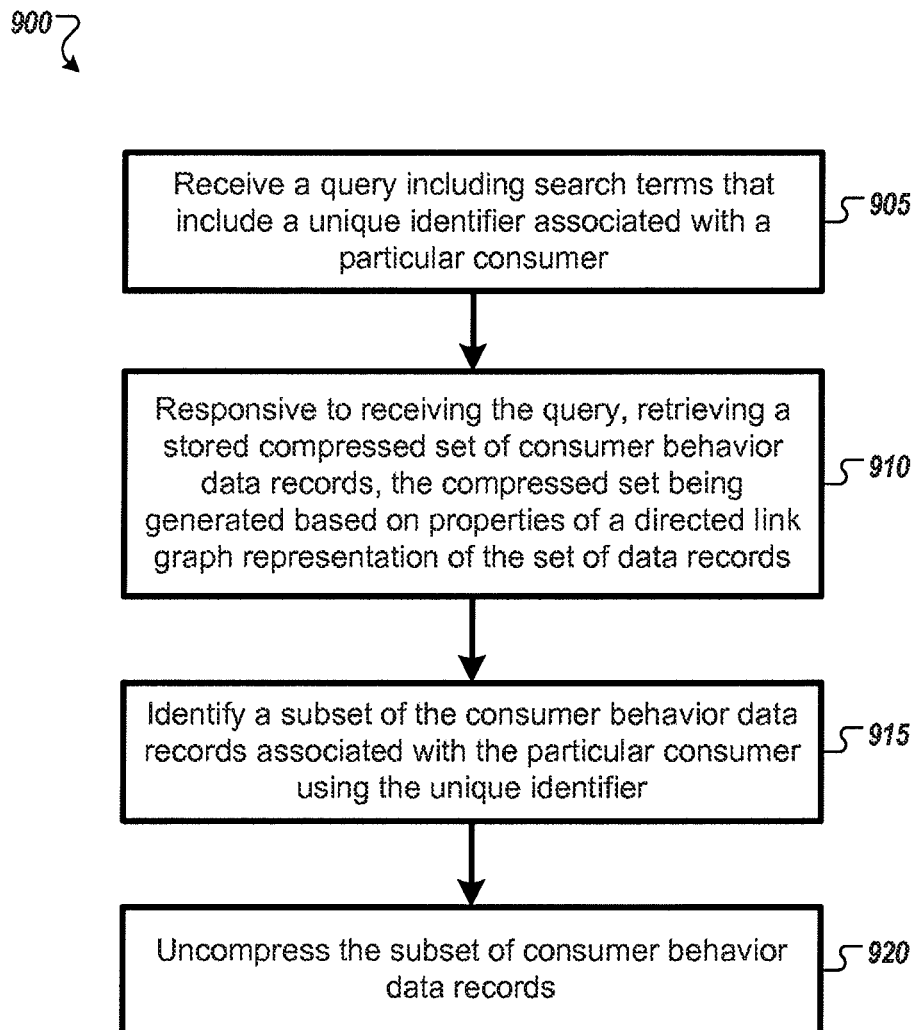 900
Receive a query including search terms that
include a unique identifier associated with a
particular consumer
905
Responsive to receiving the query, retrieving a
stored compressed set of consumer behavior
data records, the compressed set being
generated based on properties of a directed link
graph representation of the set of data records
910
Identify a subset of the consumer behavior data
records associated with the particular consumer
using the unique identifier
915
Uncompress the subset of consumer behavior
data records
920